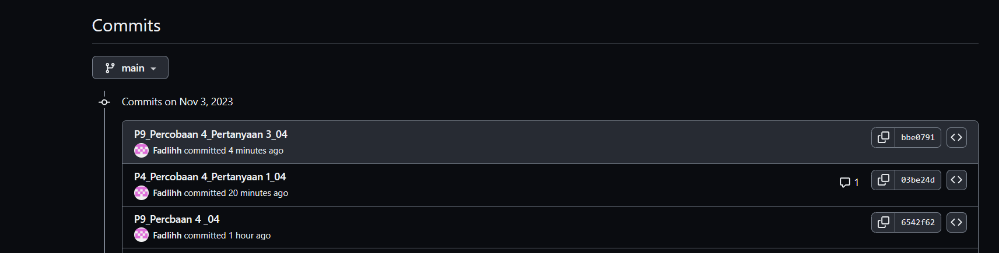 Commits
main
Commits on Nov 3, 2023
P9_Percobaan 4_Pertanyaan 3_04
Fadlihh committed 4 minutes ago
bbe0791
P4_Percobaan 4_Pertanyaan 1_04
Fadlihh committed 20 minutes ago
1
03be24d
P9_Percbaan 4 _04
Fadlihh committed 1 hour ago
6542f62